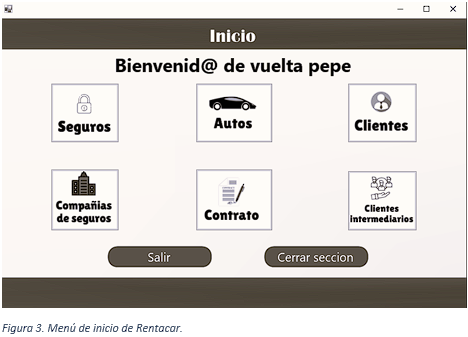 Inicio
Bienvenid@ de vuelta pepe
Seguros
Autos
Clientes
Compañias
de seguros
Contrato
Clientes
intermediarios
Salir
Cerrar seccion
Figura 3. Menú de inicio de Rentacar.